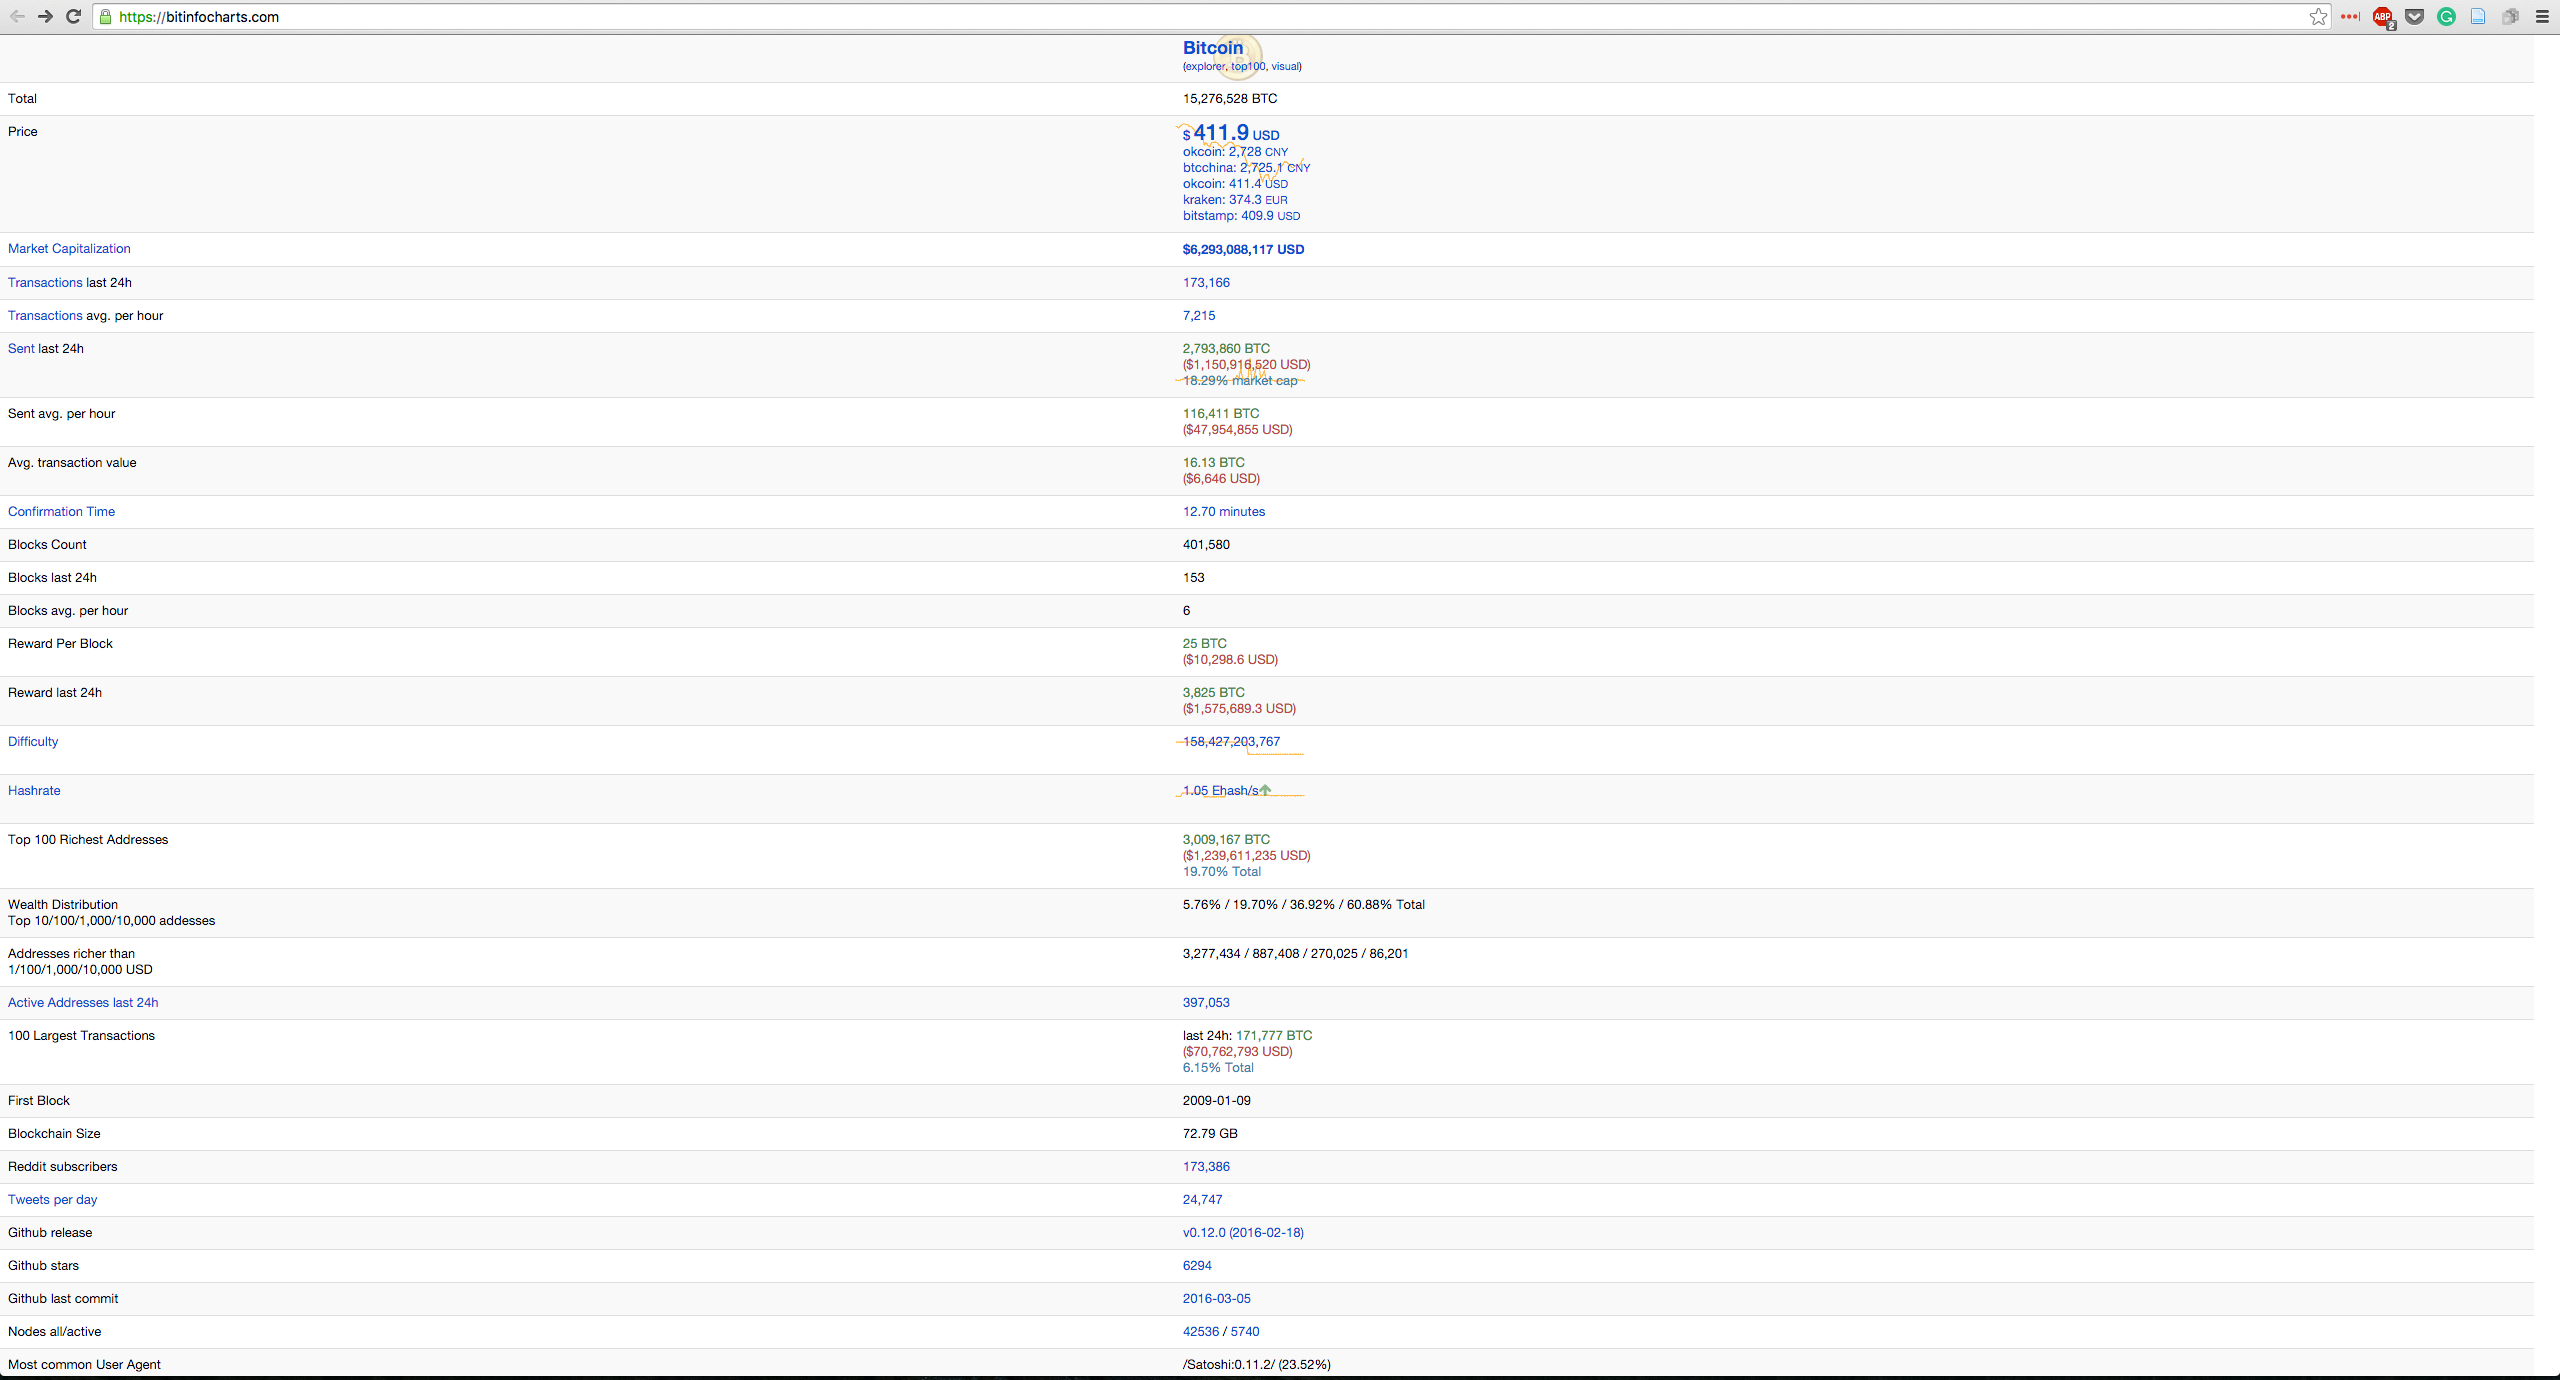 https://bitinfocharts.com
ABP
2
Bitcoin
(explorer, top100, visual)
Total
15,276,528 BTC
Price
$ 411.9 USD
okcoin: 2,728 CNY
btcchina: 2,725.1 CNY
okcoin: 411.4 USD
kraken: 374.3 EUR
bitstamp: 409.9 USD
Market Capitalization
$6,293,088,117 USD
Transactions last 24h
173,166
Transactions avg. per hour
7,215
Sent last 24h
2,793,860 BTC
($1,150,916,520 USD)
18.29% market cap
Sent avg. per hour
116,411 BTC
($47,954,855 USD)
Avg. transaction value
16.13 BTC
($6,646 USD)
Confirmation Time
12.70 minutes
Blocks Count
401,580
Blocks last 24h
153
Blocks avg. per hour
6
Reward Per Block
25 BTC
($10,298.6 USD)
Reward last 24h
3,825 BTC
($1,575,689.3 USD)
Difficulty
158,427,203,767
Hashrate
1.05 Ehash/s
Top 100 Richest Addresses
3,009,167 BTC
($1,239,611,235 USD)
19.70% Total
Wealth Distribution
Top 10/100/1,000/10,000 addesses
5.76% / 19.70% / 36.92% / 60.88% Total
Addresses richer than
1/100/1,000/10,000 USD
3,277,434 / 887,408 / 270,025 / 86,201
Active Addresses last 24h
397,053
100 Largest Transactions
last 24h: 171,777 BTC
($70,762,793 USD)
6.15% Total
First Block
2009-01-09
Blockchain Size
72.79 GB
Reddit subscribers
173,386
Tweets per day
24,747
Github release
v0.12.0 (2016-02-18)
Github stars
6294
Github last commit
2016-03-05
Nodes all/active
42536 / 5740
Most common User Agent
/Satoshi:0.11.2/ (23.52%)